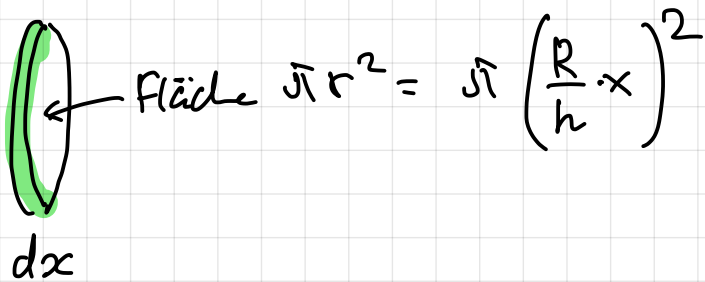 Fläche πr² = π (R/h · x)²
dx